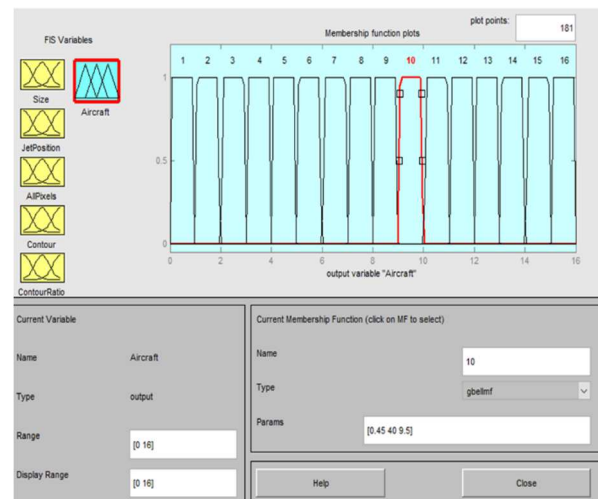 FIS Variables
Membership function plots
plot points:
181
1 2 3 4 5 6 7 8 9 10 11 12 13 14 15 16
Size
Aircraft
JetPosition
AllPixels
Contour
ContourRatio
1
0.5
0
0 2 4 6 8 10 12 14 16
output variable "Aircraft"
Current Variable
Name Aircraft
Type output
Range [0 16]
Display Range [0 16]
Current Membership Function (click on MF to select)
Name 10
Type gbellmf
Params [0.45 40 9.5]
Help Close